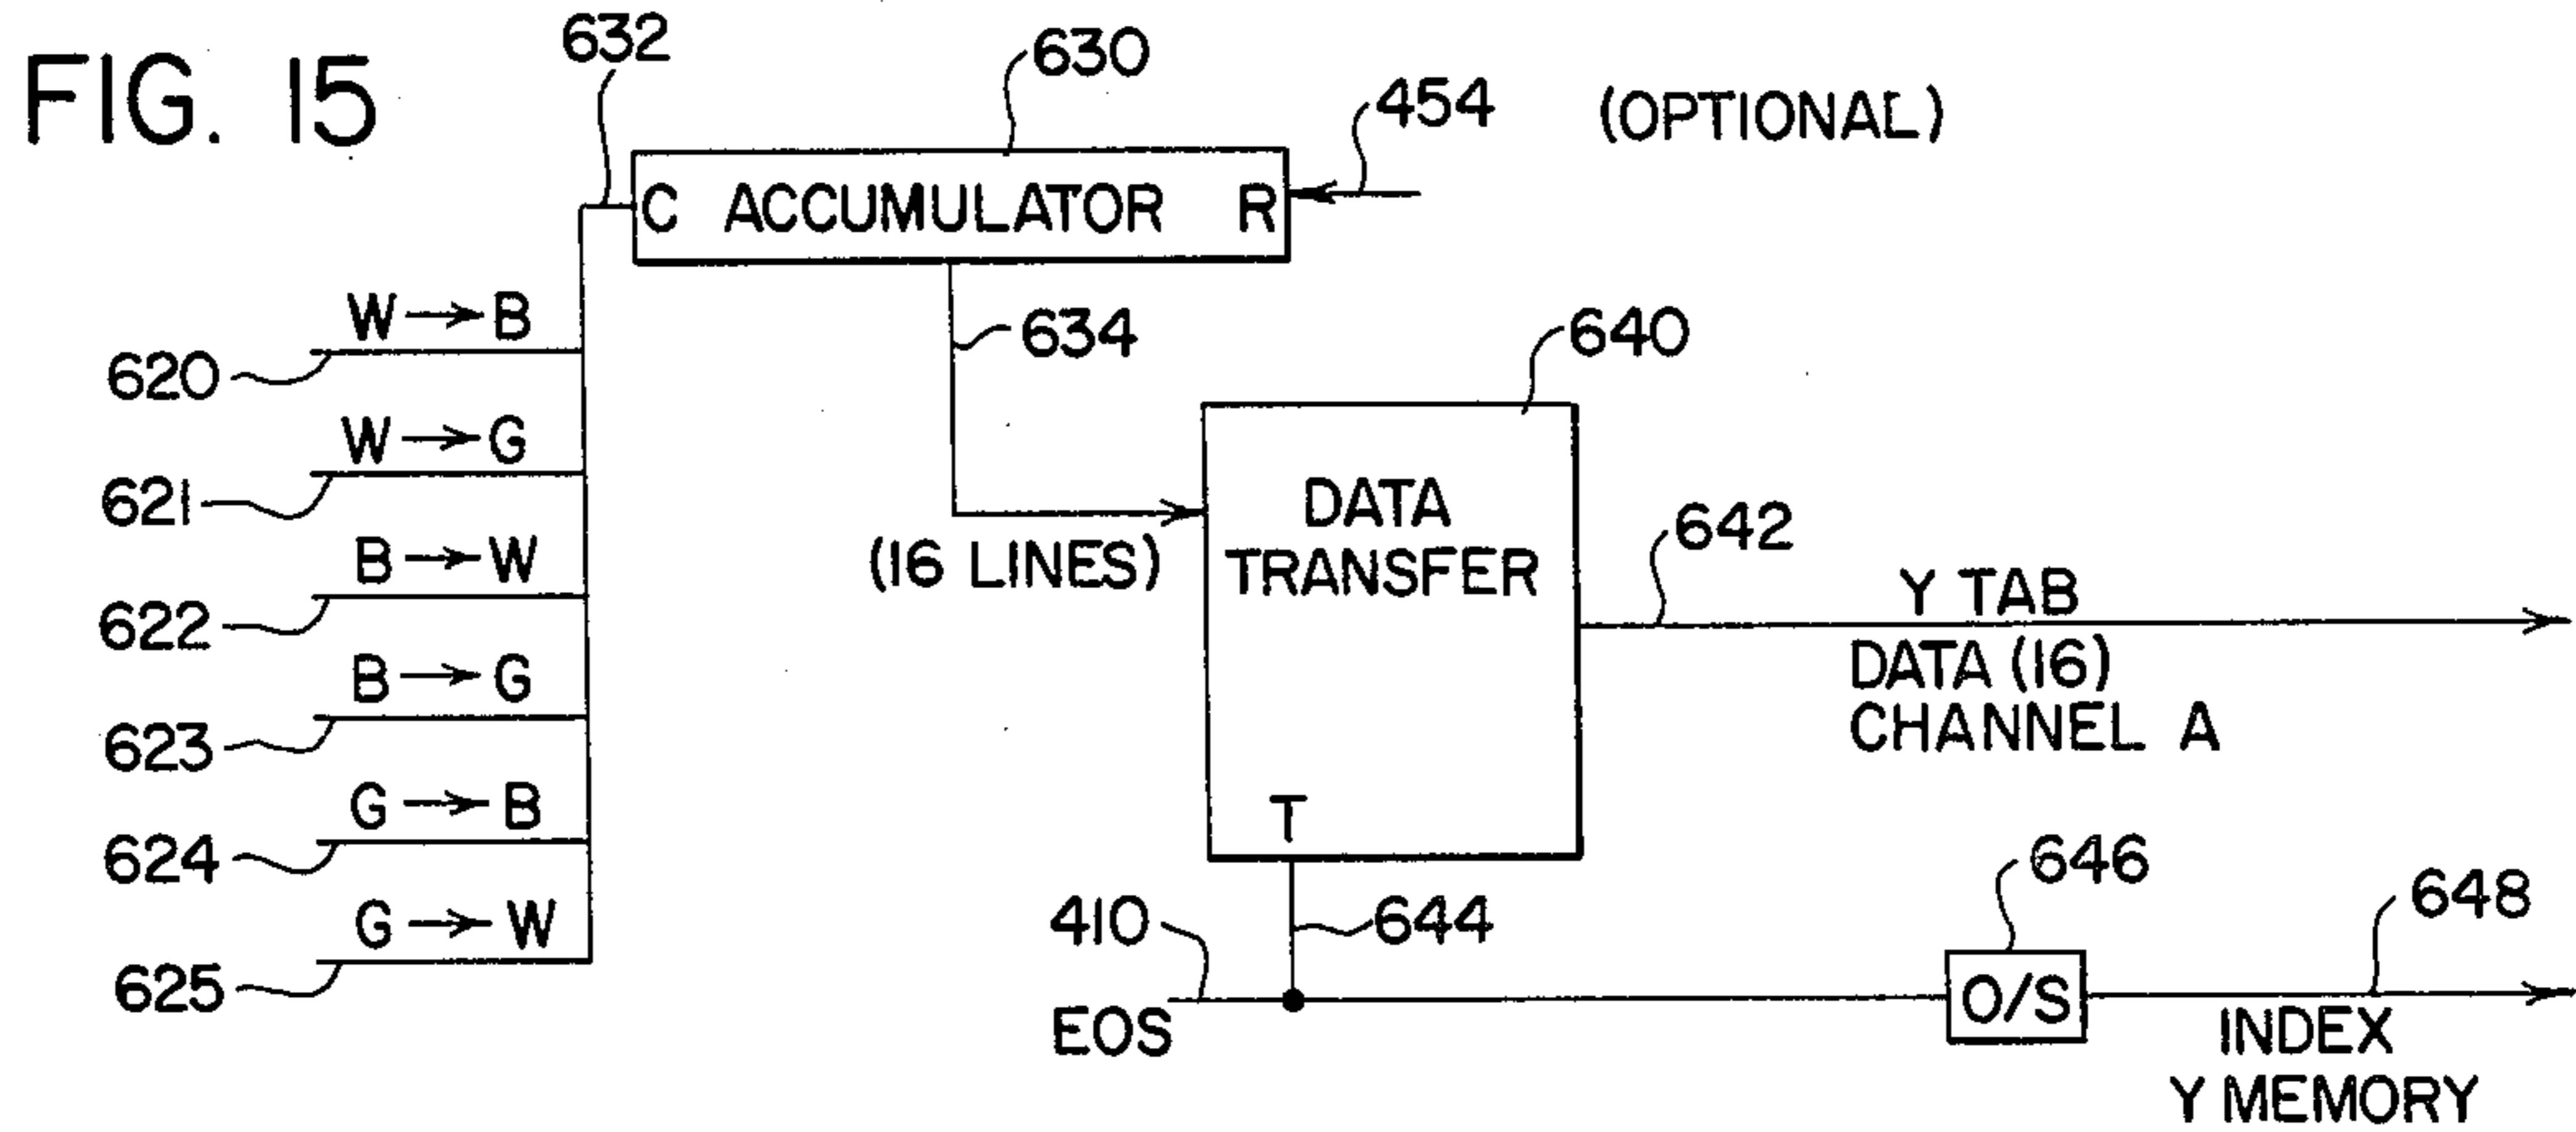 FIG. 15
632
630
454
(OPTIONAL)
C ACCUMULATOR R
W→B
620
634
640
W→G
621
DATA
TRANSFER
(16 LINES)
642
B→W
622
Y TAB
DATA (16)
CHANNEL A
B→G
623
G→B
624
T
646
G→W
625
410
644
648
EOS
O/S
INDEX
Y MEMORY